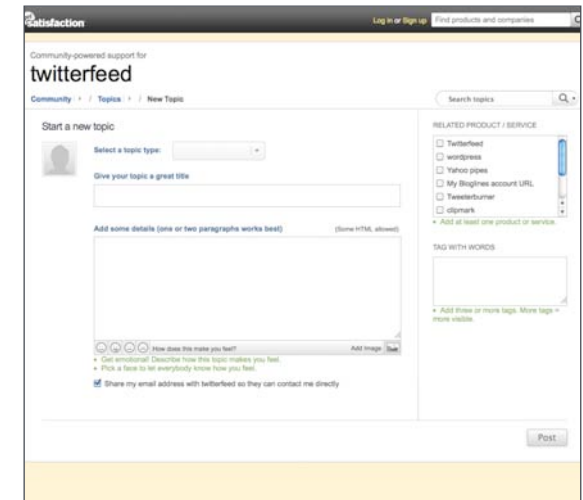 satisfaction
Log in or Sign up
Find products and companies
Community-powered support for
twitterfeed
Community / Topics / New Topic
Search topics
Start a new topic
Select a topic type:
Give your topic a great title
Add some details (one or two paragraphs works best)
(Some HTML allowed)
How does this make you feel?
Add Image
• Get emotional! Describe how this topic makes you feel.
• Pick a face to let everybody know how you feel.
Share my email address with twitterfeed so they can contact me directly
RELATED PRODUCT / SERVICE
Twitterfeed
wordpress
Yahoo pipes
My Bloglines account URL
Tweeterburner
clipmark
• Add at least one product or service.
TAG WITH WORDS
• Add three or more tags. More tags =
more visible.
Post